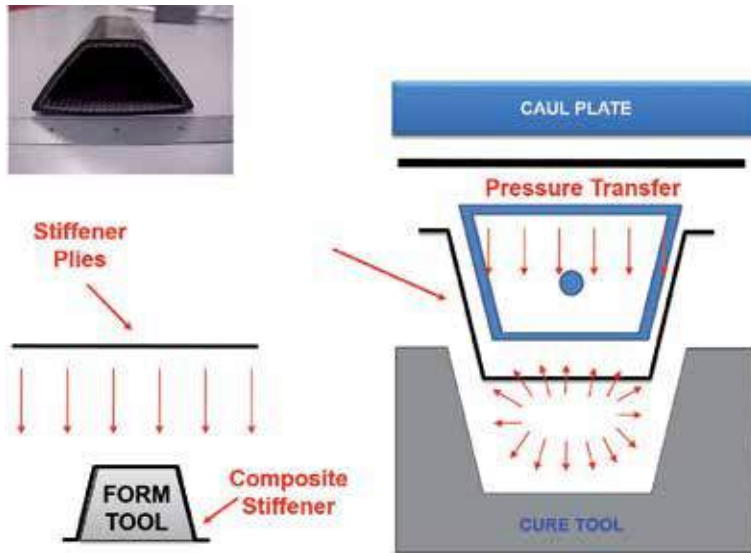 CAUL PLATE
Pressure Transfer
Stiffener
Plies
FORM
TOOL
Composite
Stiffener
CURE TOOL